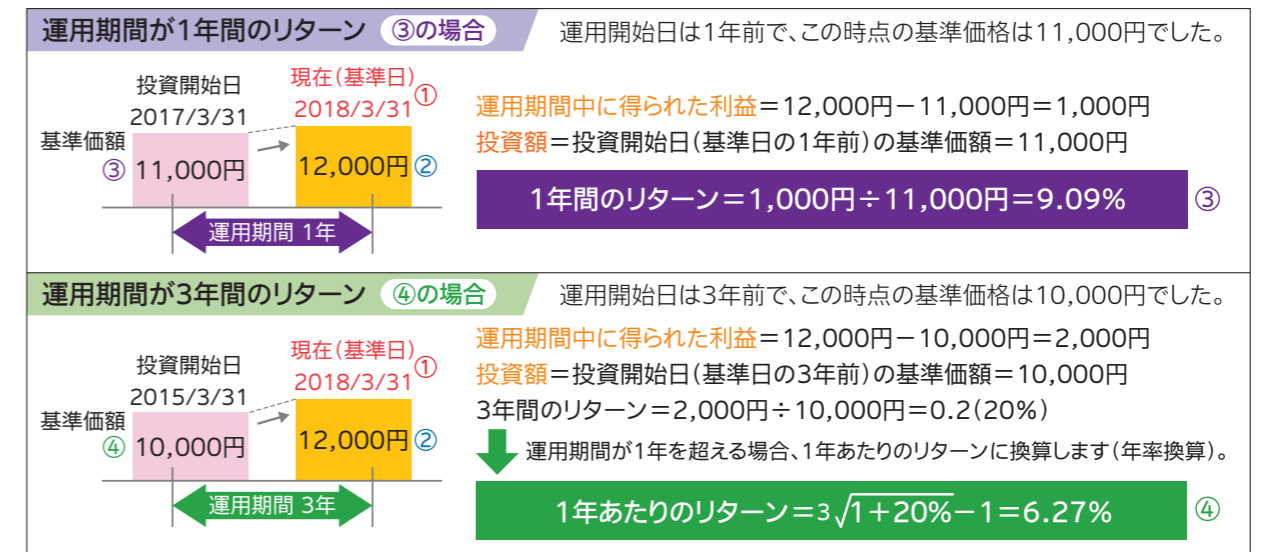 運用期間が1年間のリターン ③の場合 運用開始日は1年前で、この時点の基準価格は11,000円でした。
投資開始日
2017/3/31
現在(基準日)①
2018/3/31
基準価額
③ 11,000円
12,000円②
運用期間 1年
運用期間中に得られた利益=12,000円-11,000円=1,000円
投資額=投資開始日(基準日の1年前)の基準価額=11,000円
1年間のリターン=1,000円÷11,000円=9.09% ③
運用期間が3年間のリターン ④の場合 運用開始日は3年前で、この時点の基準価格は10,000円でした。
投資開始日
2015/3/31
現在(基準日)①
2018/3/31
基準価額
④ 10,000円
12,000円②
運用期間 3年
運用期間中に得られた利益=12,000円-10,000円=2,000円
投資額=投資開始日(基準日の3年前)の基準価額=10,000円
3年間のリターン=2,000円÷10,000円=0.2(20%)
運用期間が1年を超える場合、1年あたりのリターンに換算します(年率換算)。
1年あたりのリターン=3√1+20%-1=6.27% ④